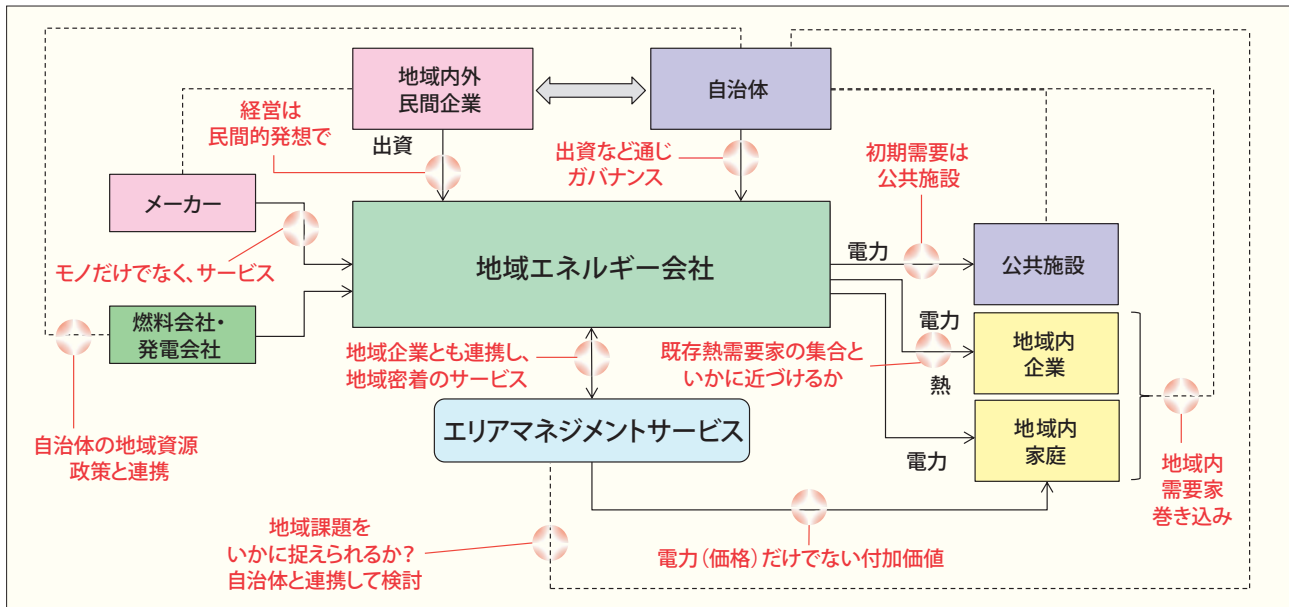 地域内外
民間企業
自治体
経営は
民間的発想で
出資
出資など通じ
ガバナンス
初期需要は
公共施設
メーカー
モノだけでなく、サービス
地域エネルギー会社
電力
公共施設
燃料会社・
発電会社
地域企業とも連携し、
地域密着のサービス
既存熱需要家の集合と
いかに近づけるか
電力
熱
地域内
企業
エリアマネジメントサービス
電力
地域内
家庭
自治体の地域資源
政策と連携
地域内
需要家
巻き込み
地域課題を
いかに捉えられるか?
自治体と連携して検討
電力(価格)だけでない付加価値